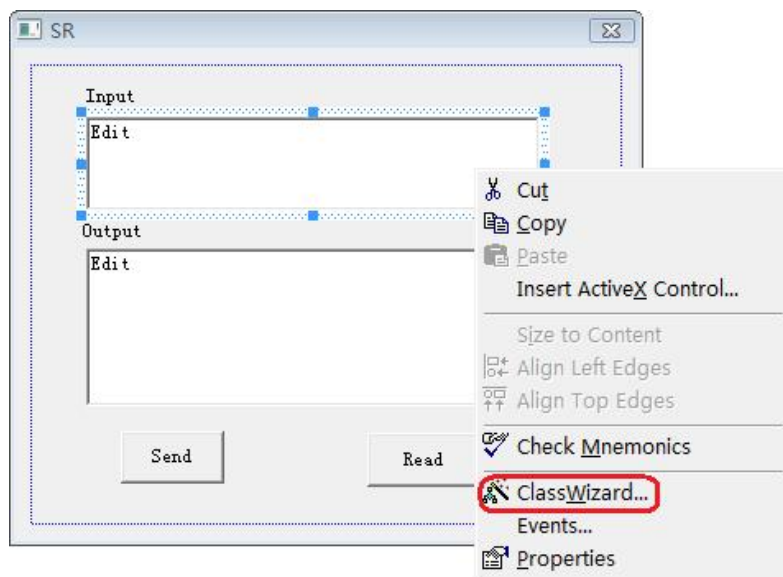 SR
Input
Edit
Output
Edit
Send
Read
Cut
Copy
Paste
Insert ActiveX Control...
Size to Content
Align Left Edges
Align Top Edges
Check Mnemonics
ClassWizard...
Events...
Properties